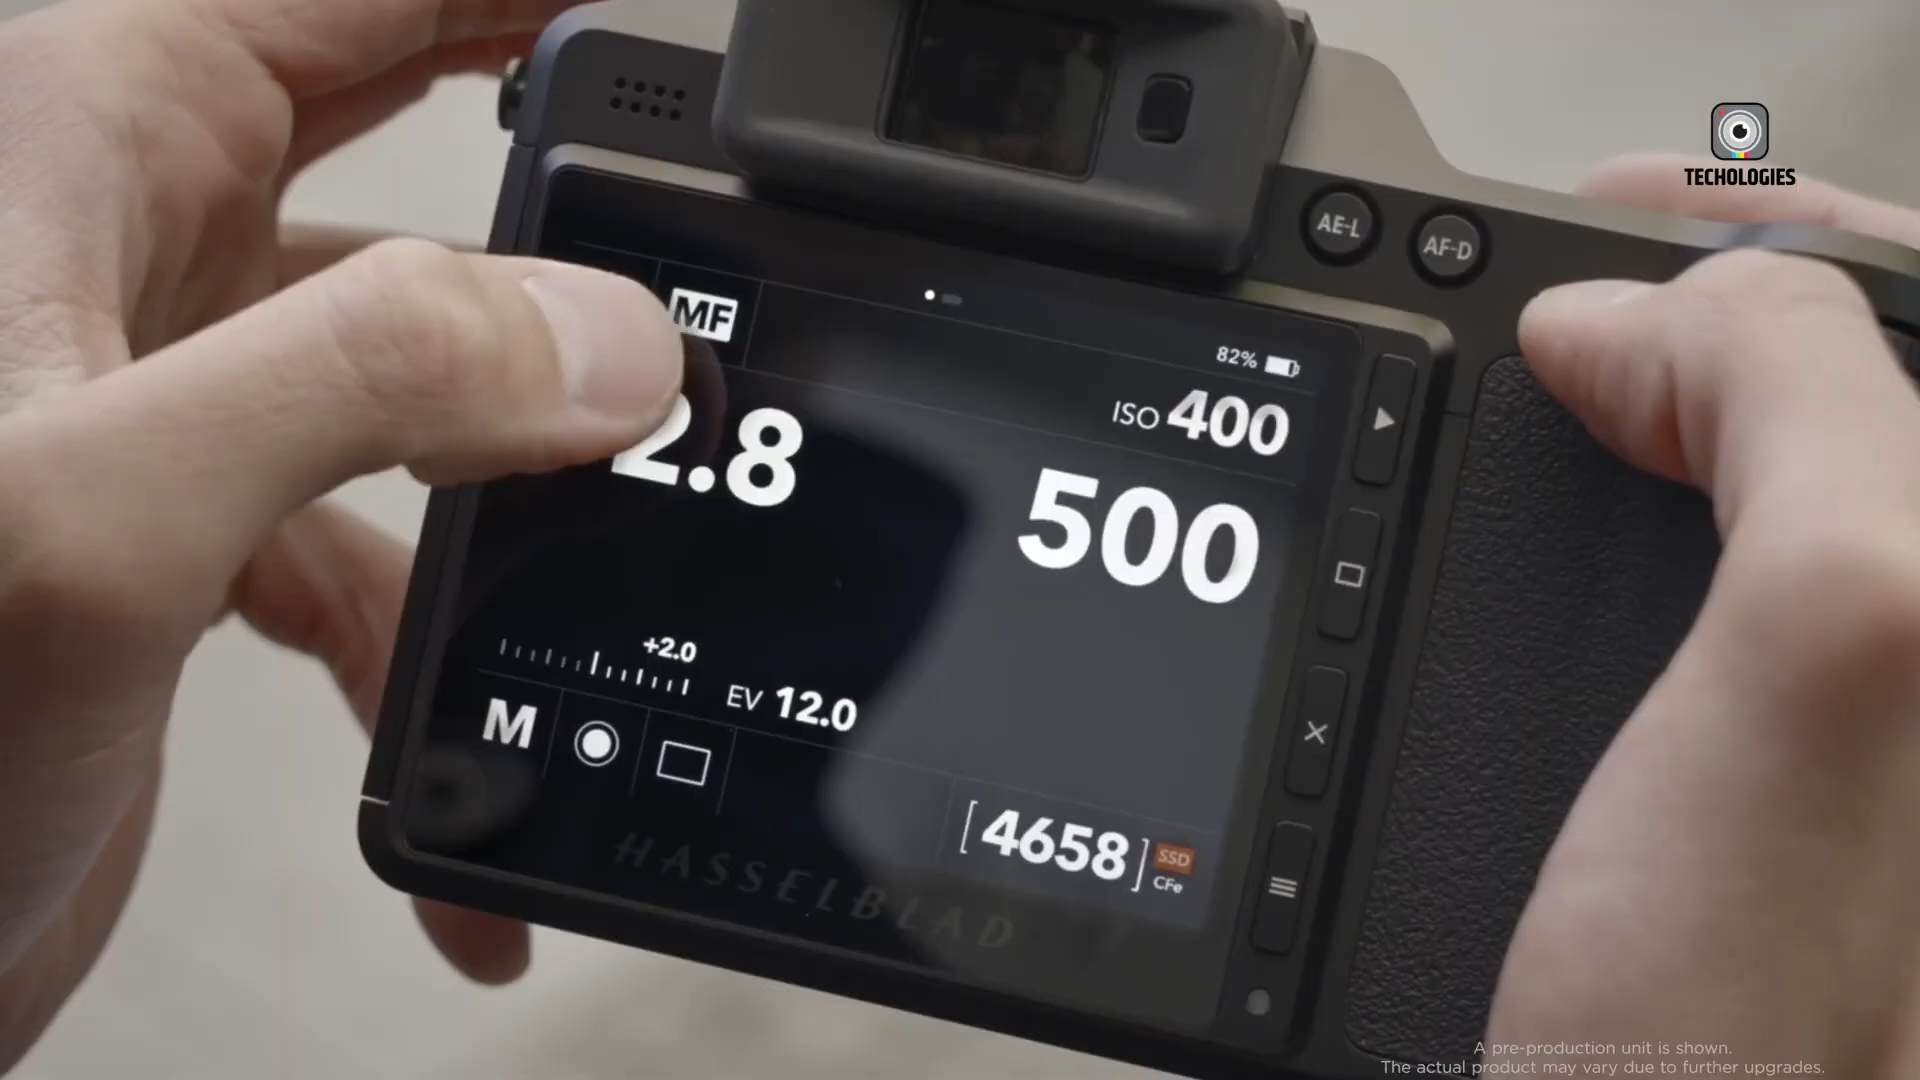 TECHOLOGIES
AE-L
AF-D
MF
82%
ISO 400
2.8
500
+2.0
EV 12.0
M
[4658] SSD
CFe
HASSELBLAD
A pre-production unit is shown.
The actual product may vary due to further upgrades.